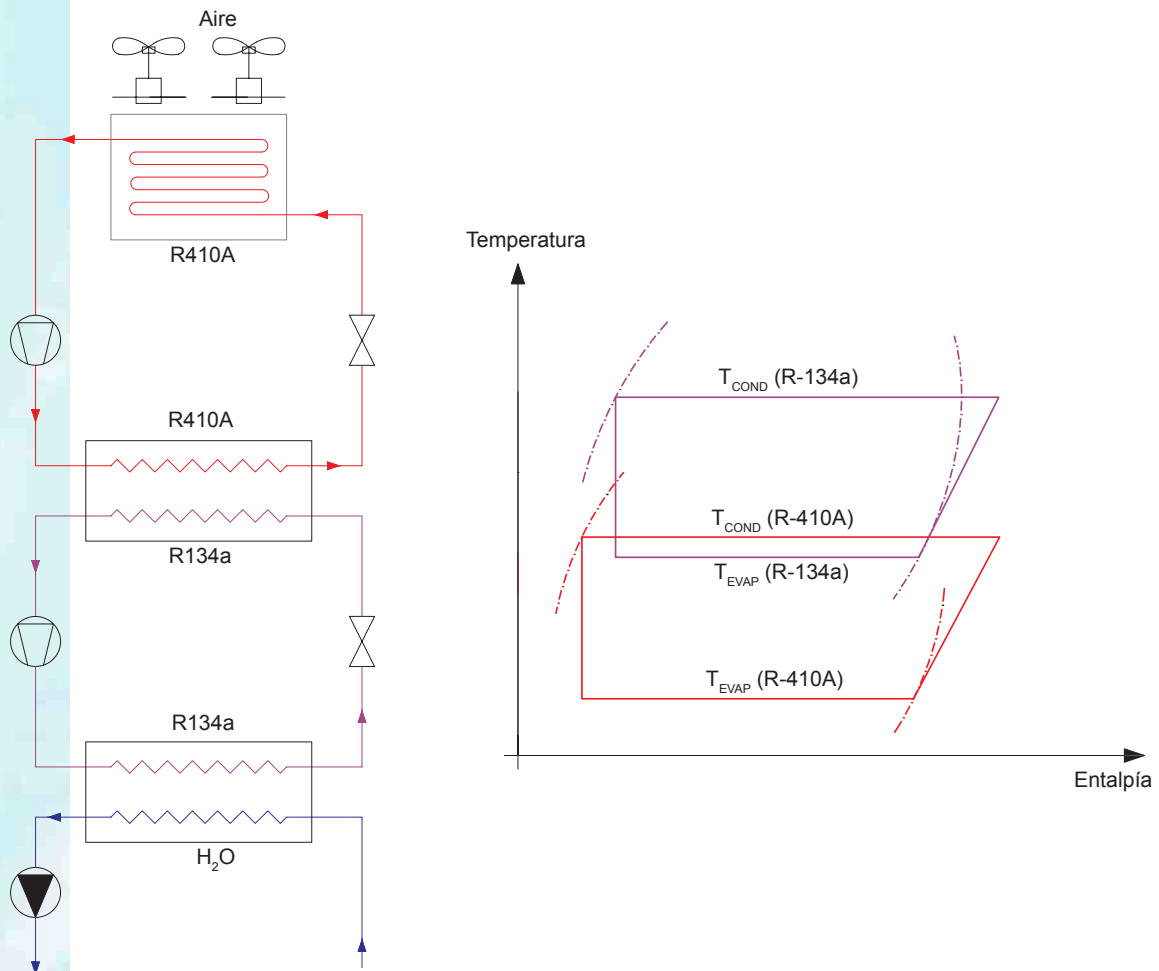 Aire
R410A
R410A
R134a
R134a
H2O
Temperatura
TCOND (R-134a)
TCOND (R-410A)
TEVAP (R-134a)
TEVAP (R-410A)
Entalpía